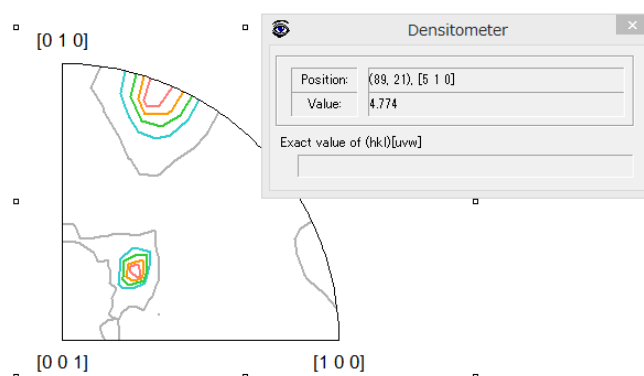 [0 1 0]
Densitometer
Position: (89, 21), [5 1 0]
Value: 4.774
Exact value of (hkl)[uvw]
[0 0 1] [1 0 0]